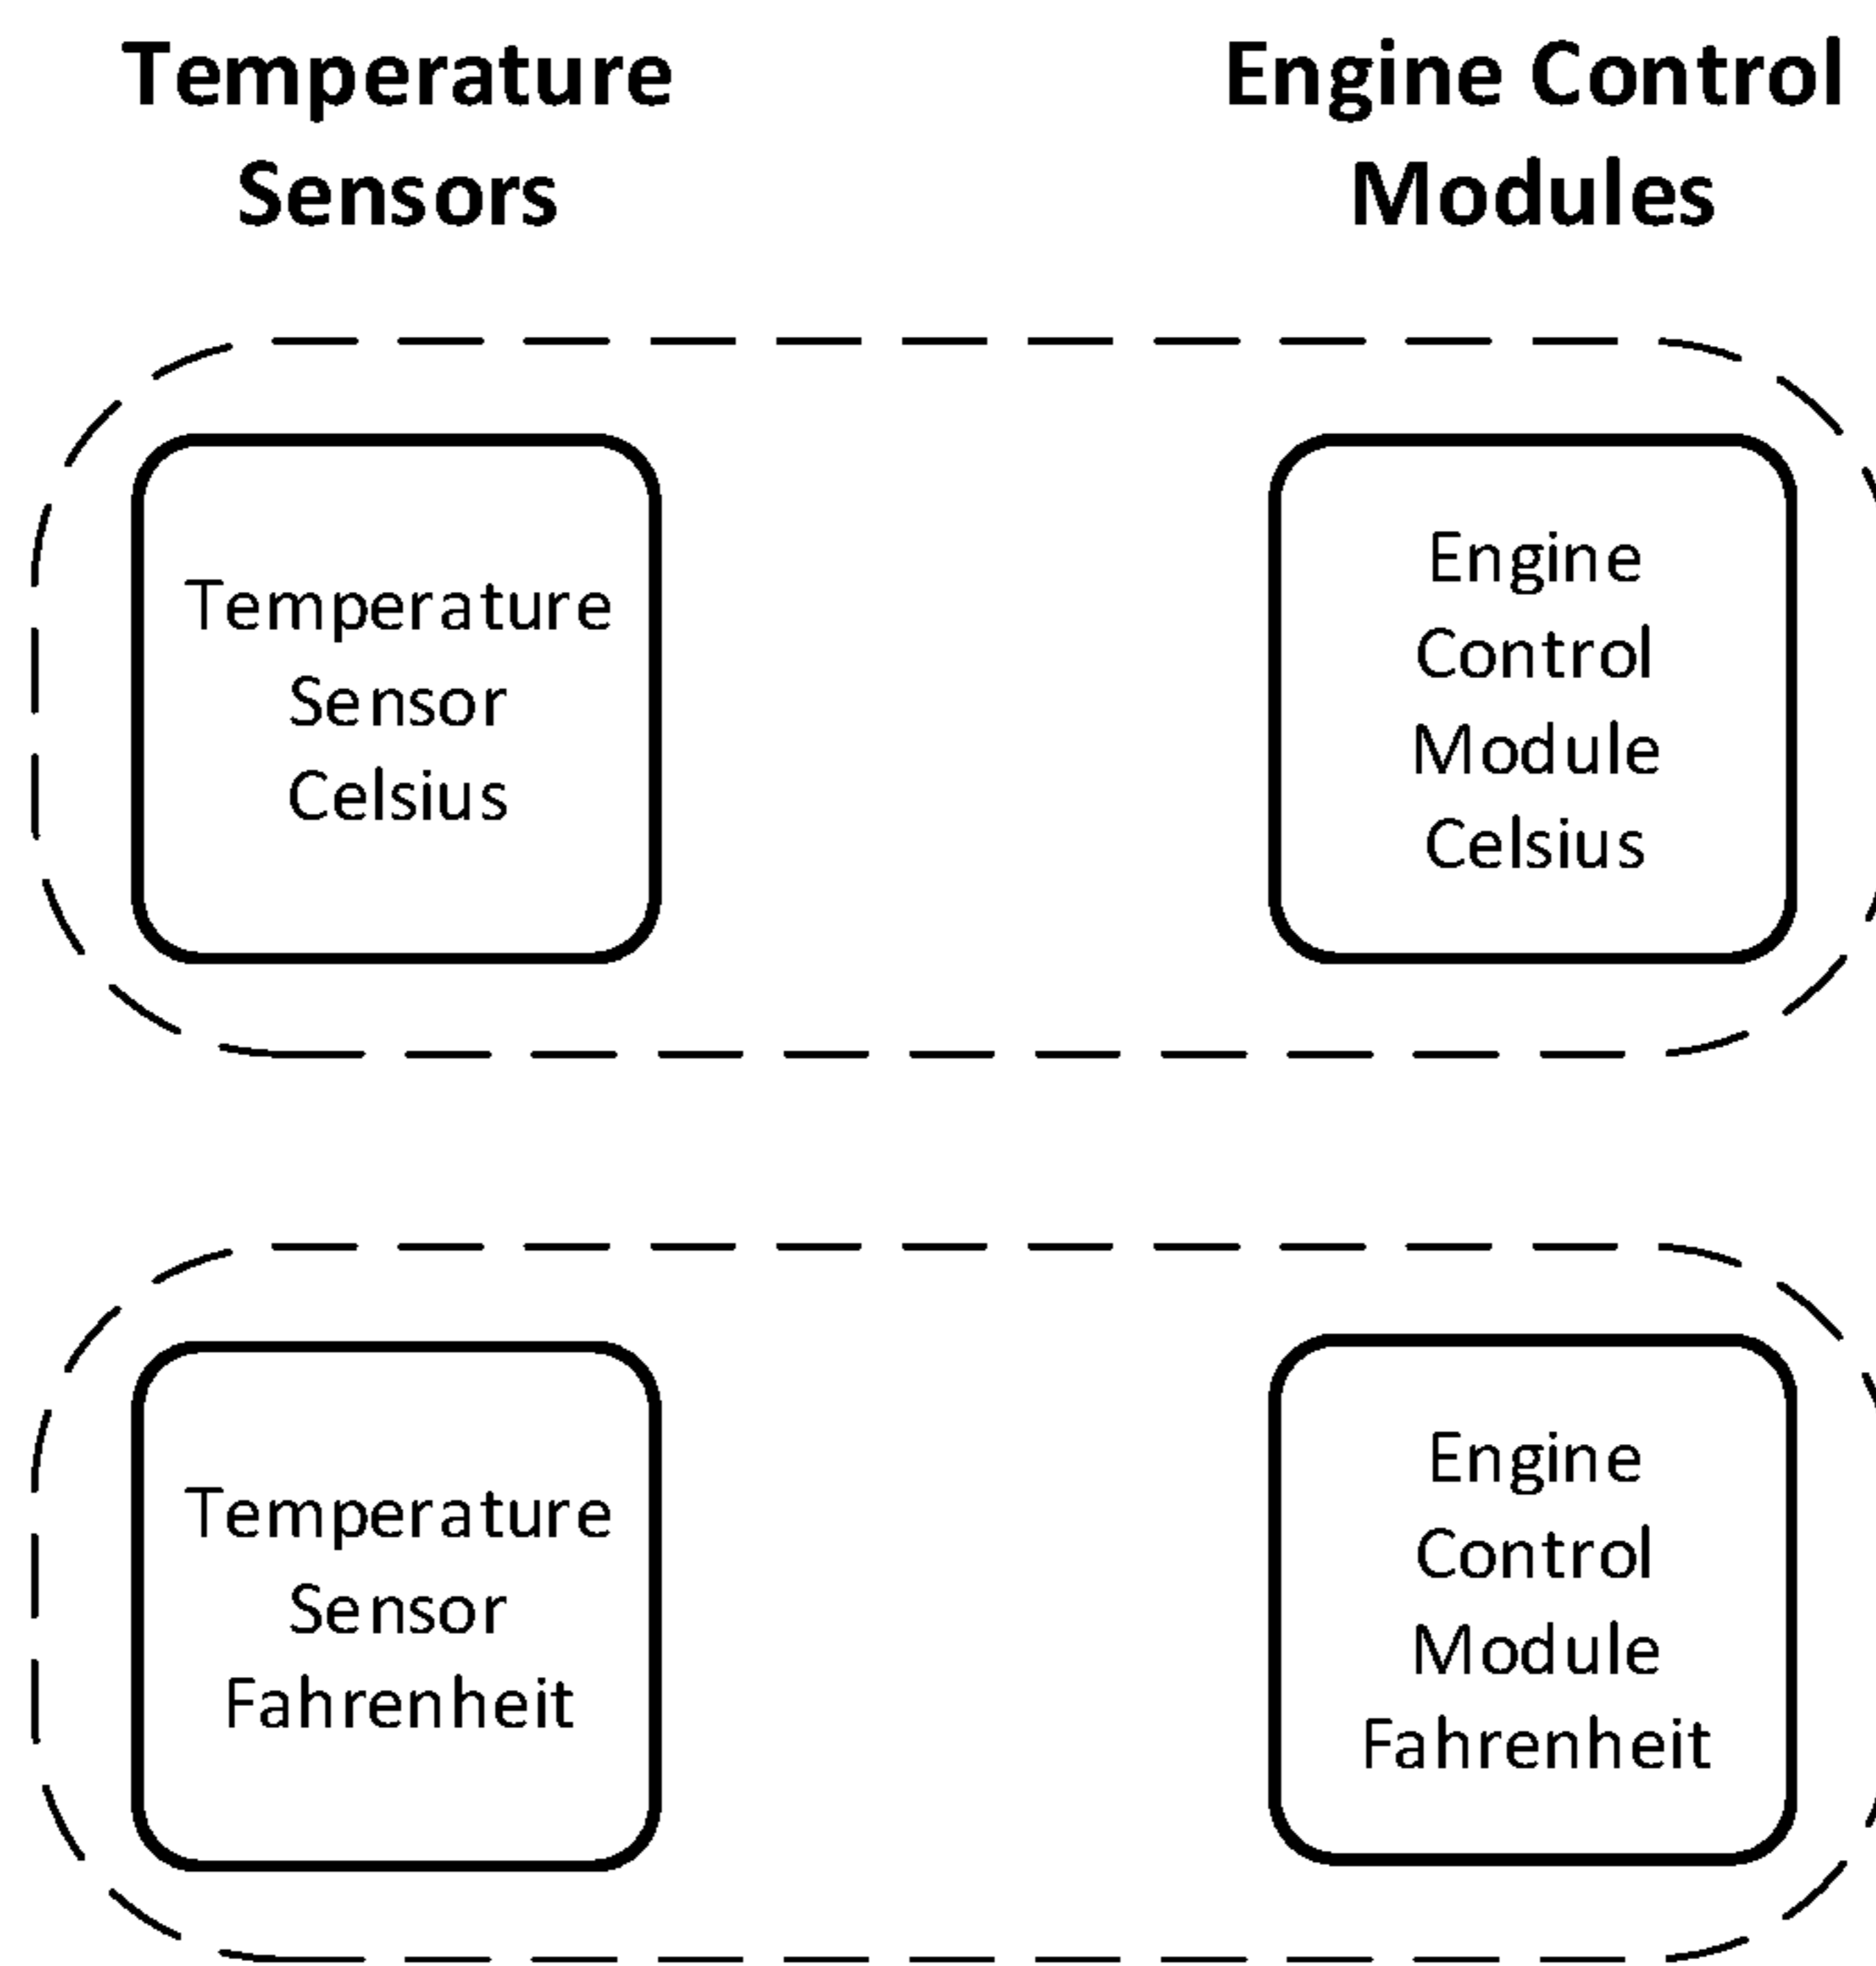 Temperature
Sensors
Engine Control
Modules
Temperature
Sensor
Celsius
Engine
Control
Module
Celsius
Temperature
Sensor
Fahrenheit
Engine
Control
Module
Fahrenheit